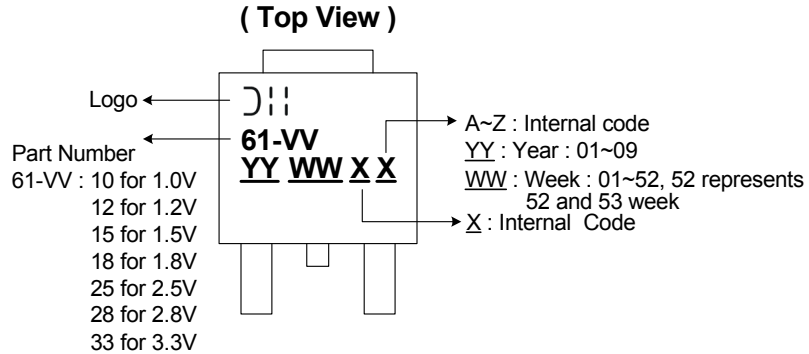 ( Top View )
Logo
61-VV
YY WW X X
Part Number
61-VV : 10 for 1.0V
12 for 1.2V
15 for 1.5V
18 for 1.8V
25 for 2.5V
28 for 2.8V
33 for 3.3V
A~Z : Internal code
YY : Year : 01~09
WW : Week : 01~52, 52 represents
52 and 53 week
X : Internal Code